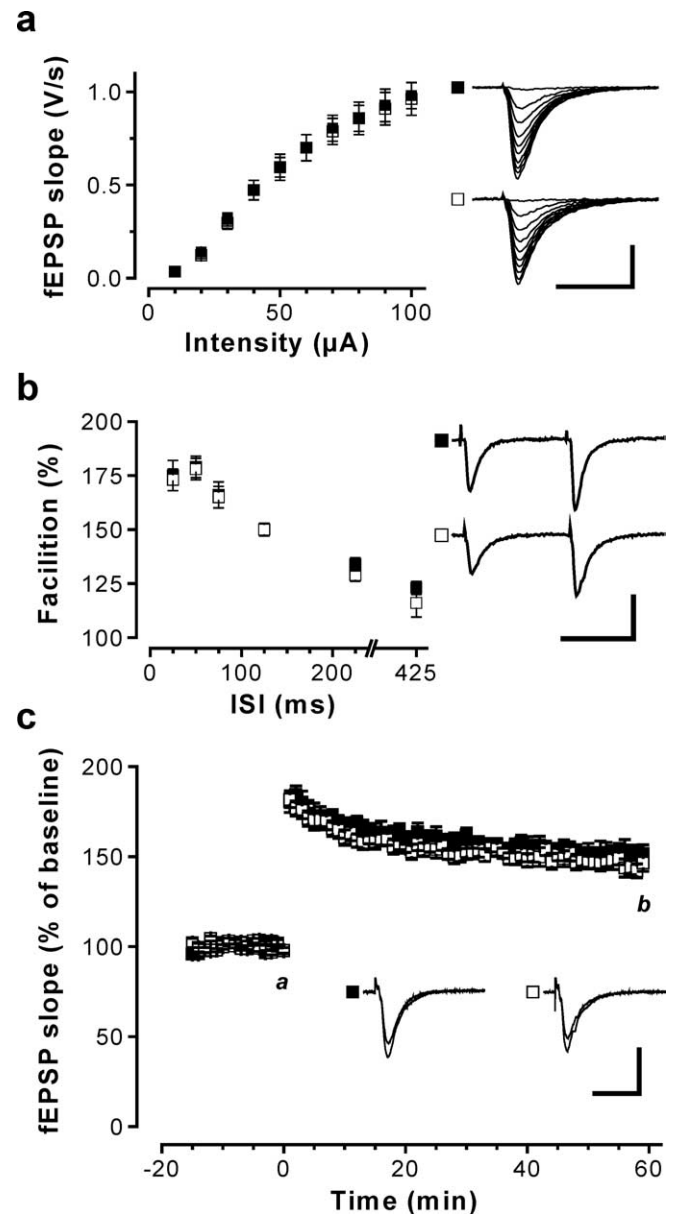 a
fEPSP slope (V/s)
1.0
0.5
0.0
0 50 100
Intensity (µA)
b
Facilition (%)
200
175
150
125
100
0 100 200 425
ISI (ms)
c
fEPSP slope (% of baseline)
200
150
100
50
0
a
b
-20 0 20 40 60
Time (min)